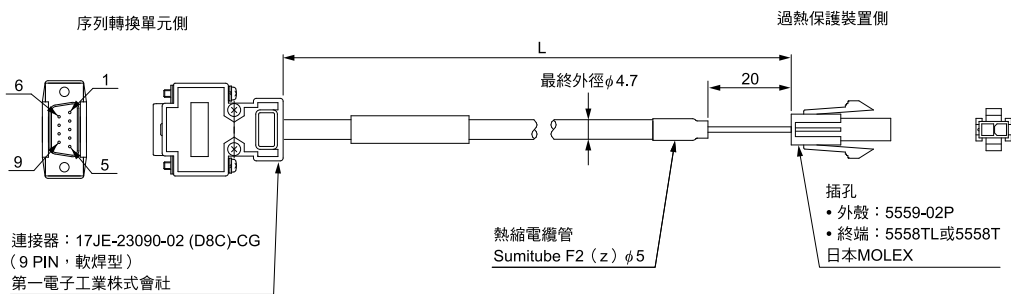 序列轉換單元側
過熱保護裝置側
L
最終外徑φ4.7
20
6
1
9
5
連接器：17JE-23090-02 (D8C)-CG
（9 PIN，軟焊型）
第一電子工業株式會社
熱縮電纜管
Sumitube F2（z）φ5
插孔
• 外殼：5559-02P
• 終端：5558TL或5558T
日本MOLEX